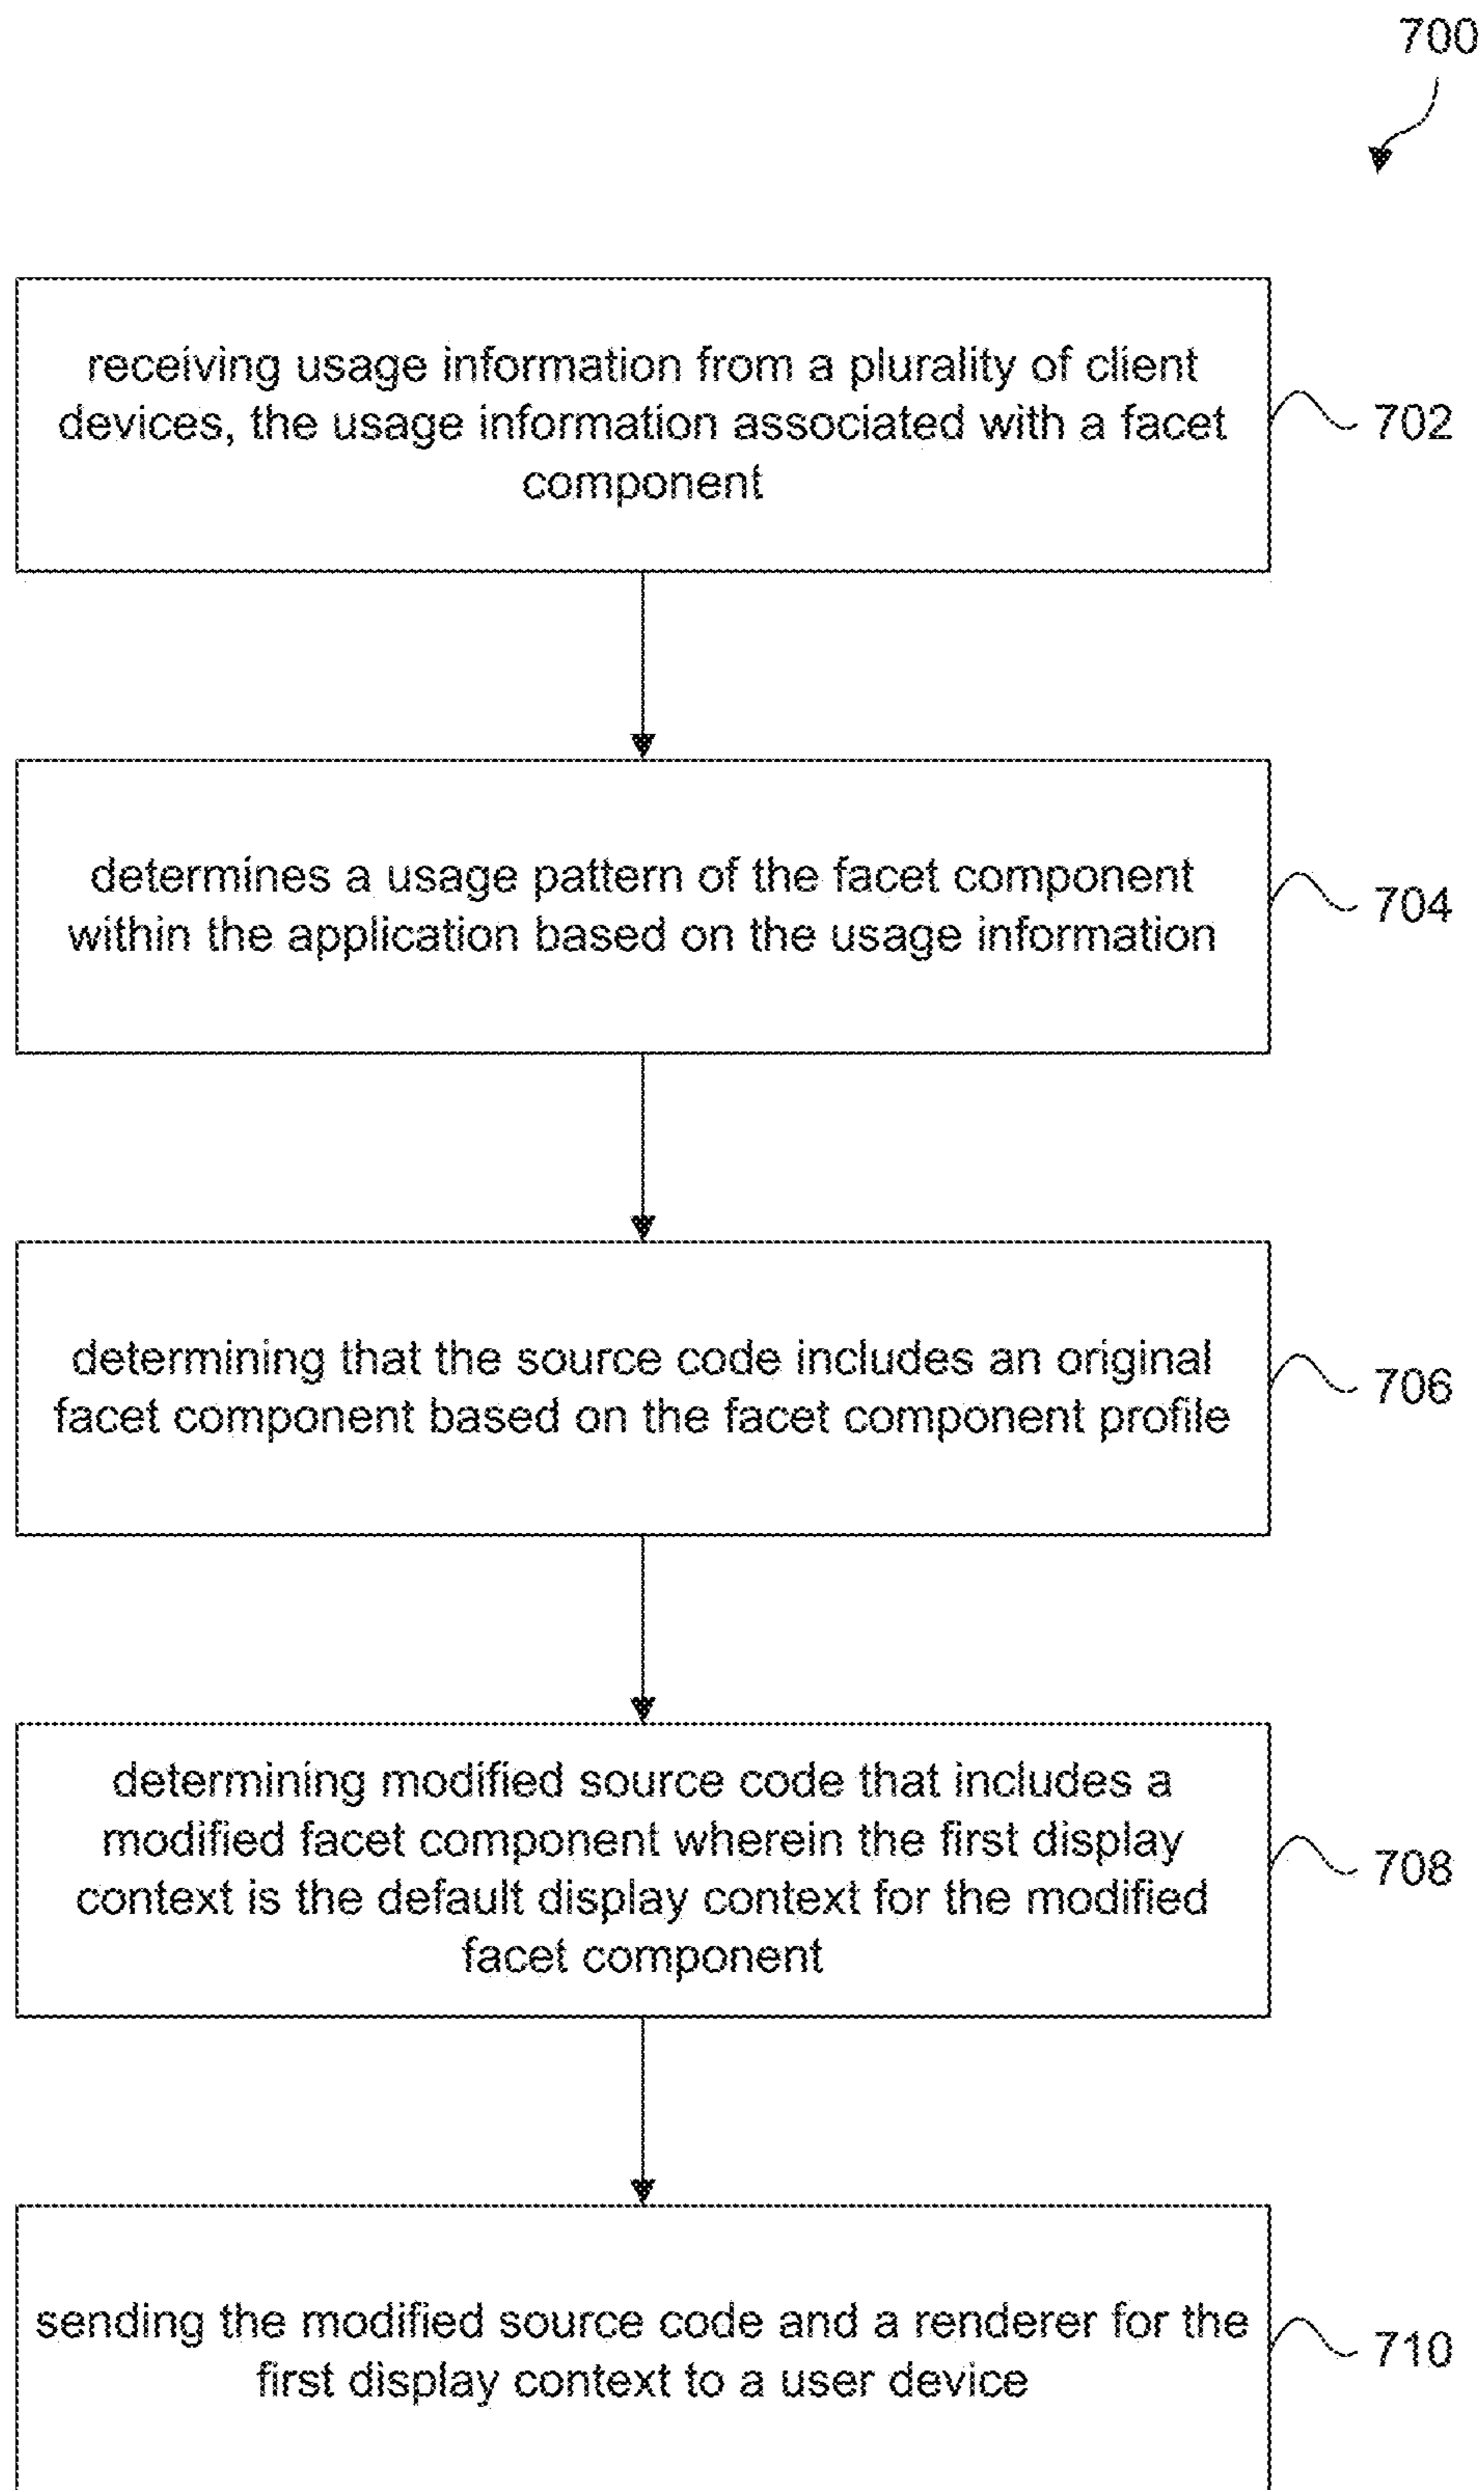 700
receiving usage information from a plurality of client
devices, the usage information associated with a facet
component
702
determines a usage pattern of the facet component
within the application based on the usage information
704
determining that the source code includes an original
facet component based on the facet component profile
706
determining modified source code that includes a
modified facet component wherein the first display
context is the default display context for the modified
facet component
708
sending the modified source code and a renderer for the
first display context to a user device
710